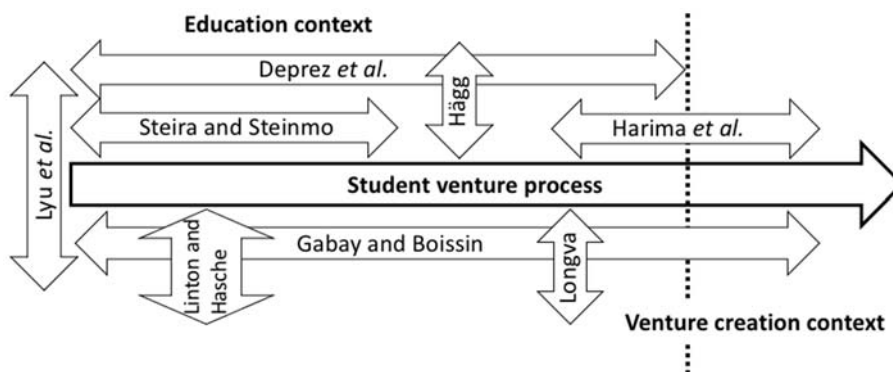 Education context
Deprez et al.
Hägg
Lyu et al.
Steira and Steinmo
Harima et al.
Student venture process
Linton and
Hasche
Gabay and Boissin
Longva
Venture creation context